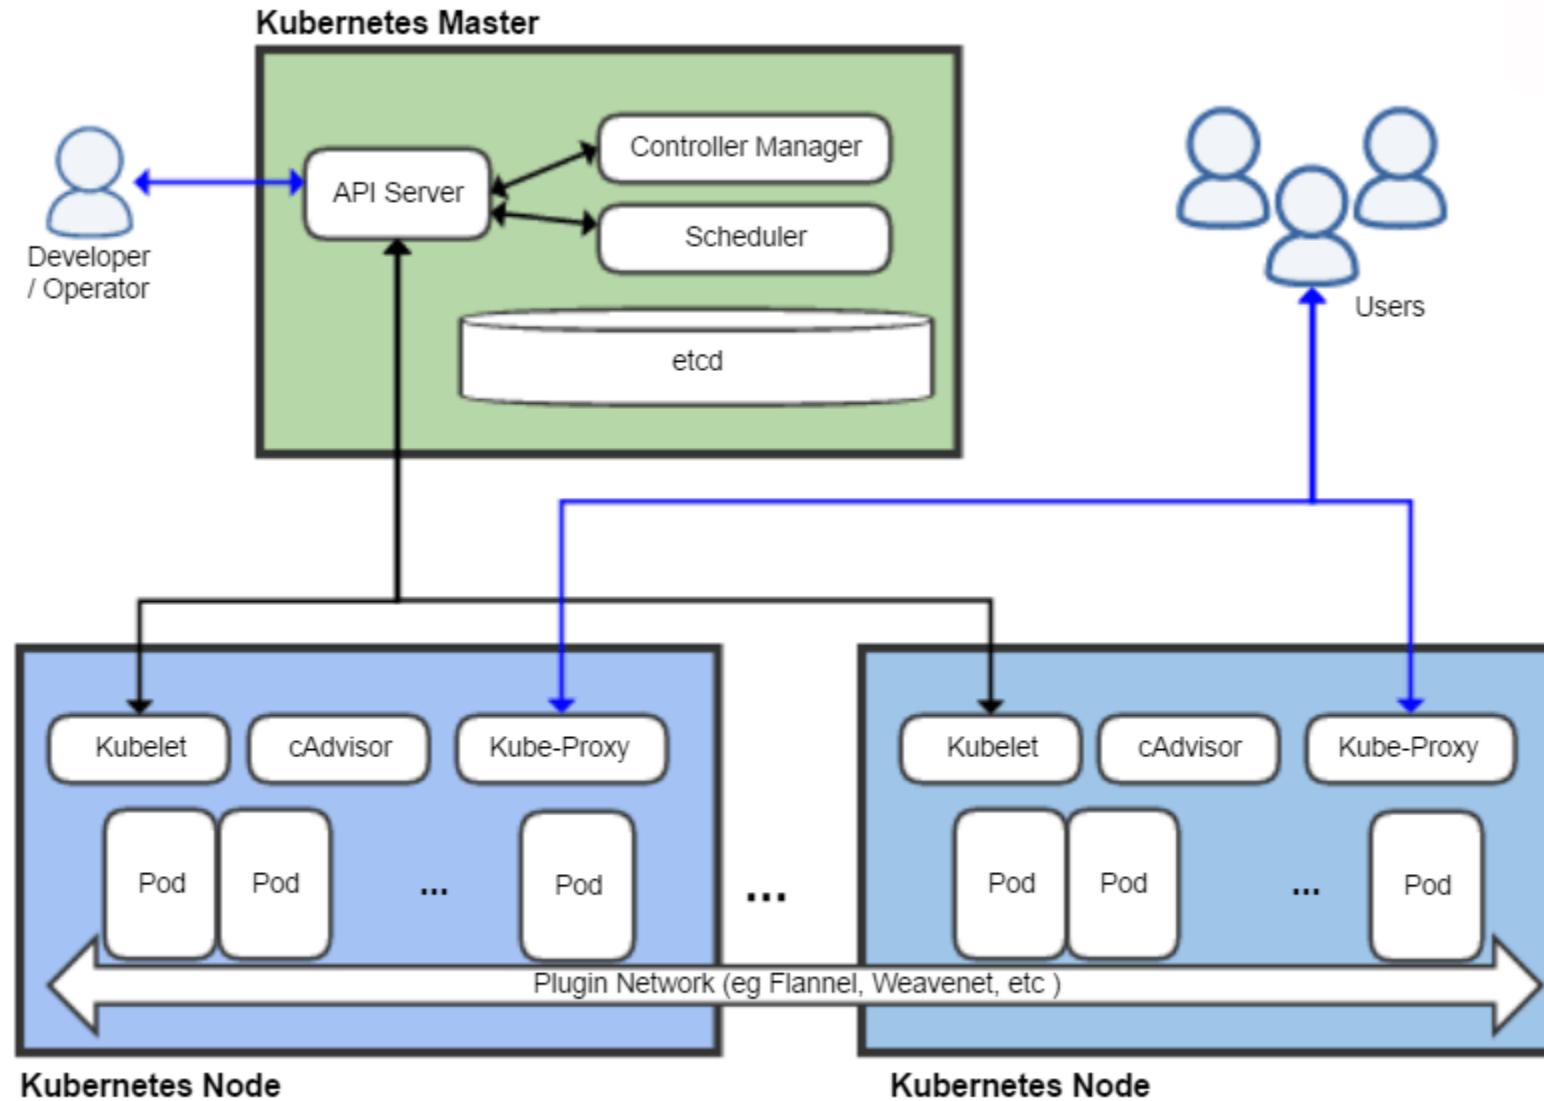 Kubernetes Master
API Server
Controller Manager
Scheduler
etcd
Developer
/ Operator
Users
Kubelet
cAdvisor
Kube-Proxy
Pod
Pod
...
Pod
...
Kubelet
cAdvisor
Kube-Proxy
Pod
Pod
...
Pod
Plugin Network (eg Flannel, Weavenet, etc )
Kubernetes Node
Kubernetes Node